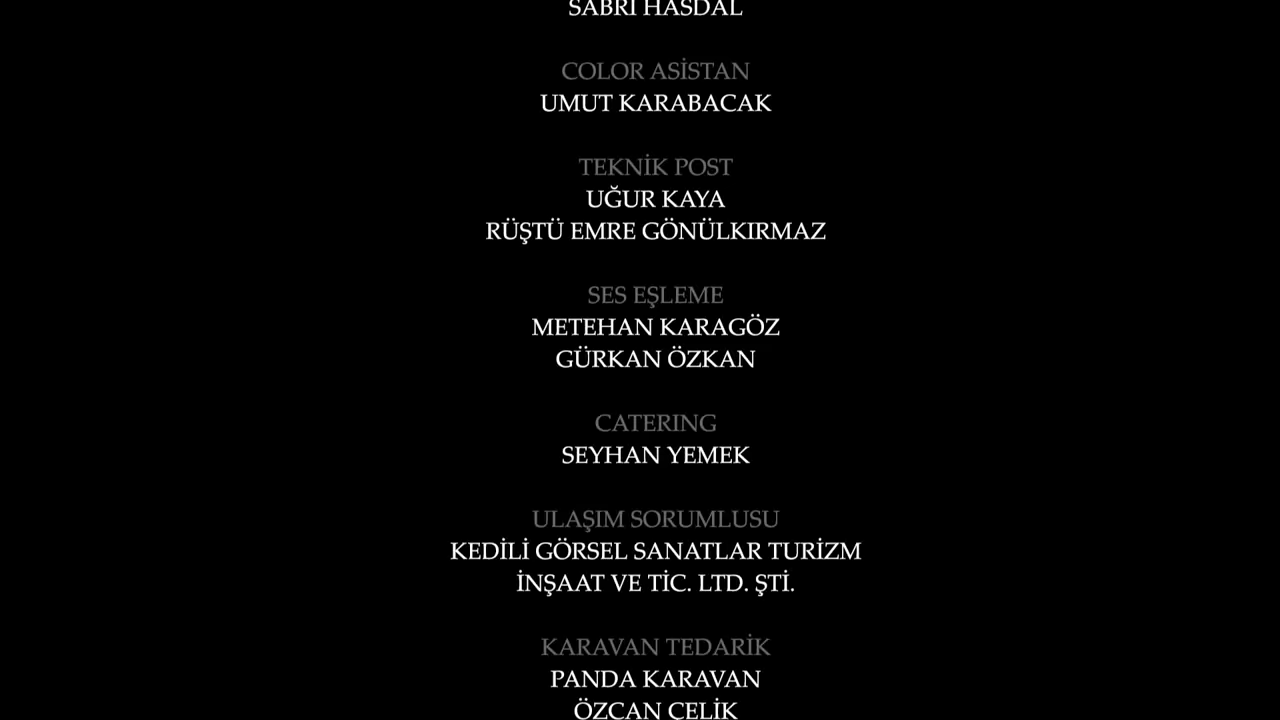 SABRİ HASDAL
COLOR ASİSTAN
UMUT KARABACAK
TEKNİK POST
UĞUR KAYA
RÜŞTÜ EMRE GÖNÜLKIRMAZ
SES EŞLEME
METEHAN KARAGÖZ
GÜRKAN ÖZKAN
CATERING
SEYHAN YEMEK
ULAŞIM SORUMLUSU
KEDİLİ GÖRSEL SANATLAR TURİZM
İNŞAAT VE TİC. LTD. ŞTİ.
KARAVAN TEDARİK
PANDA KARAVAN
ÖZCAN ÇELİK